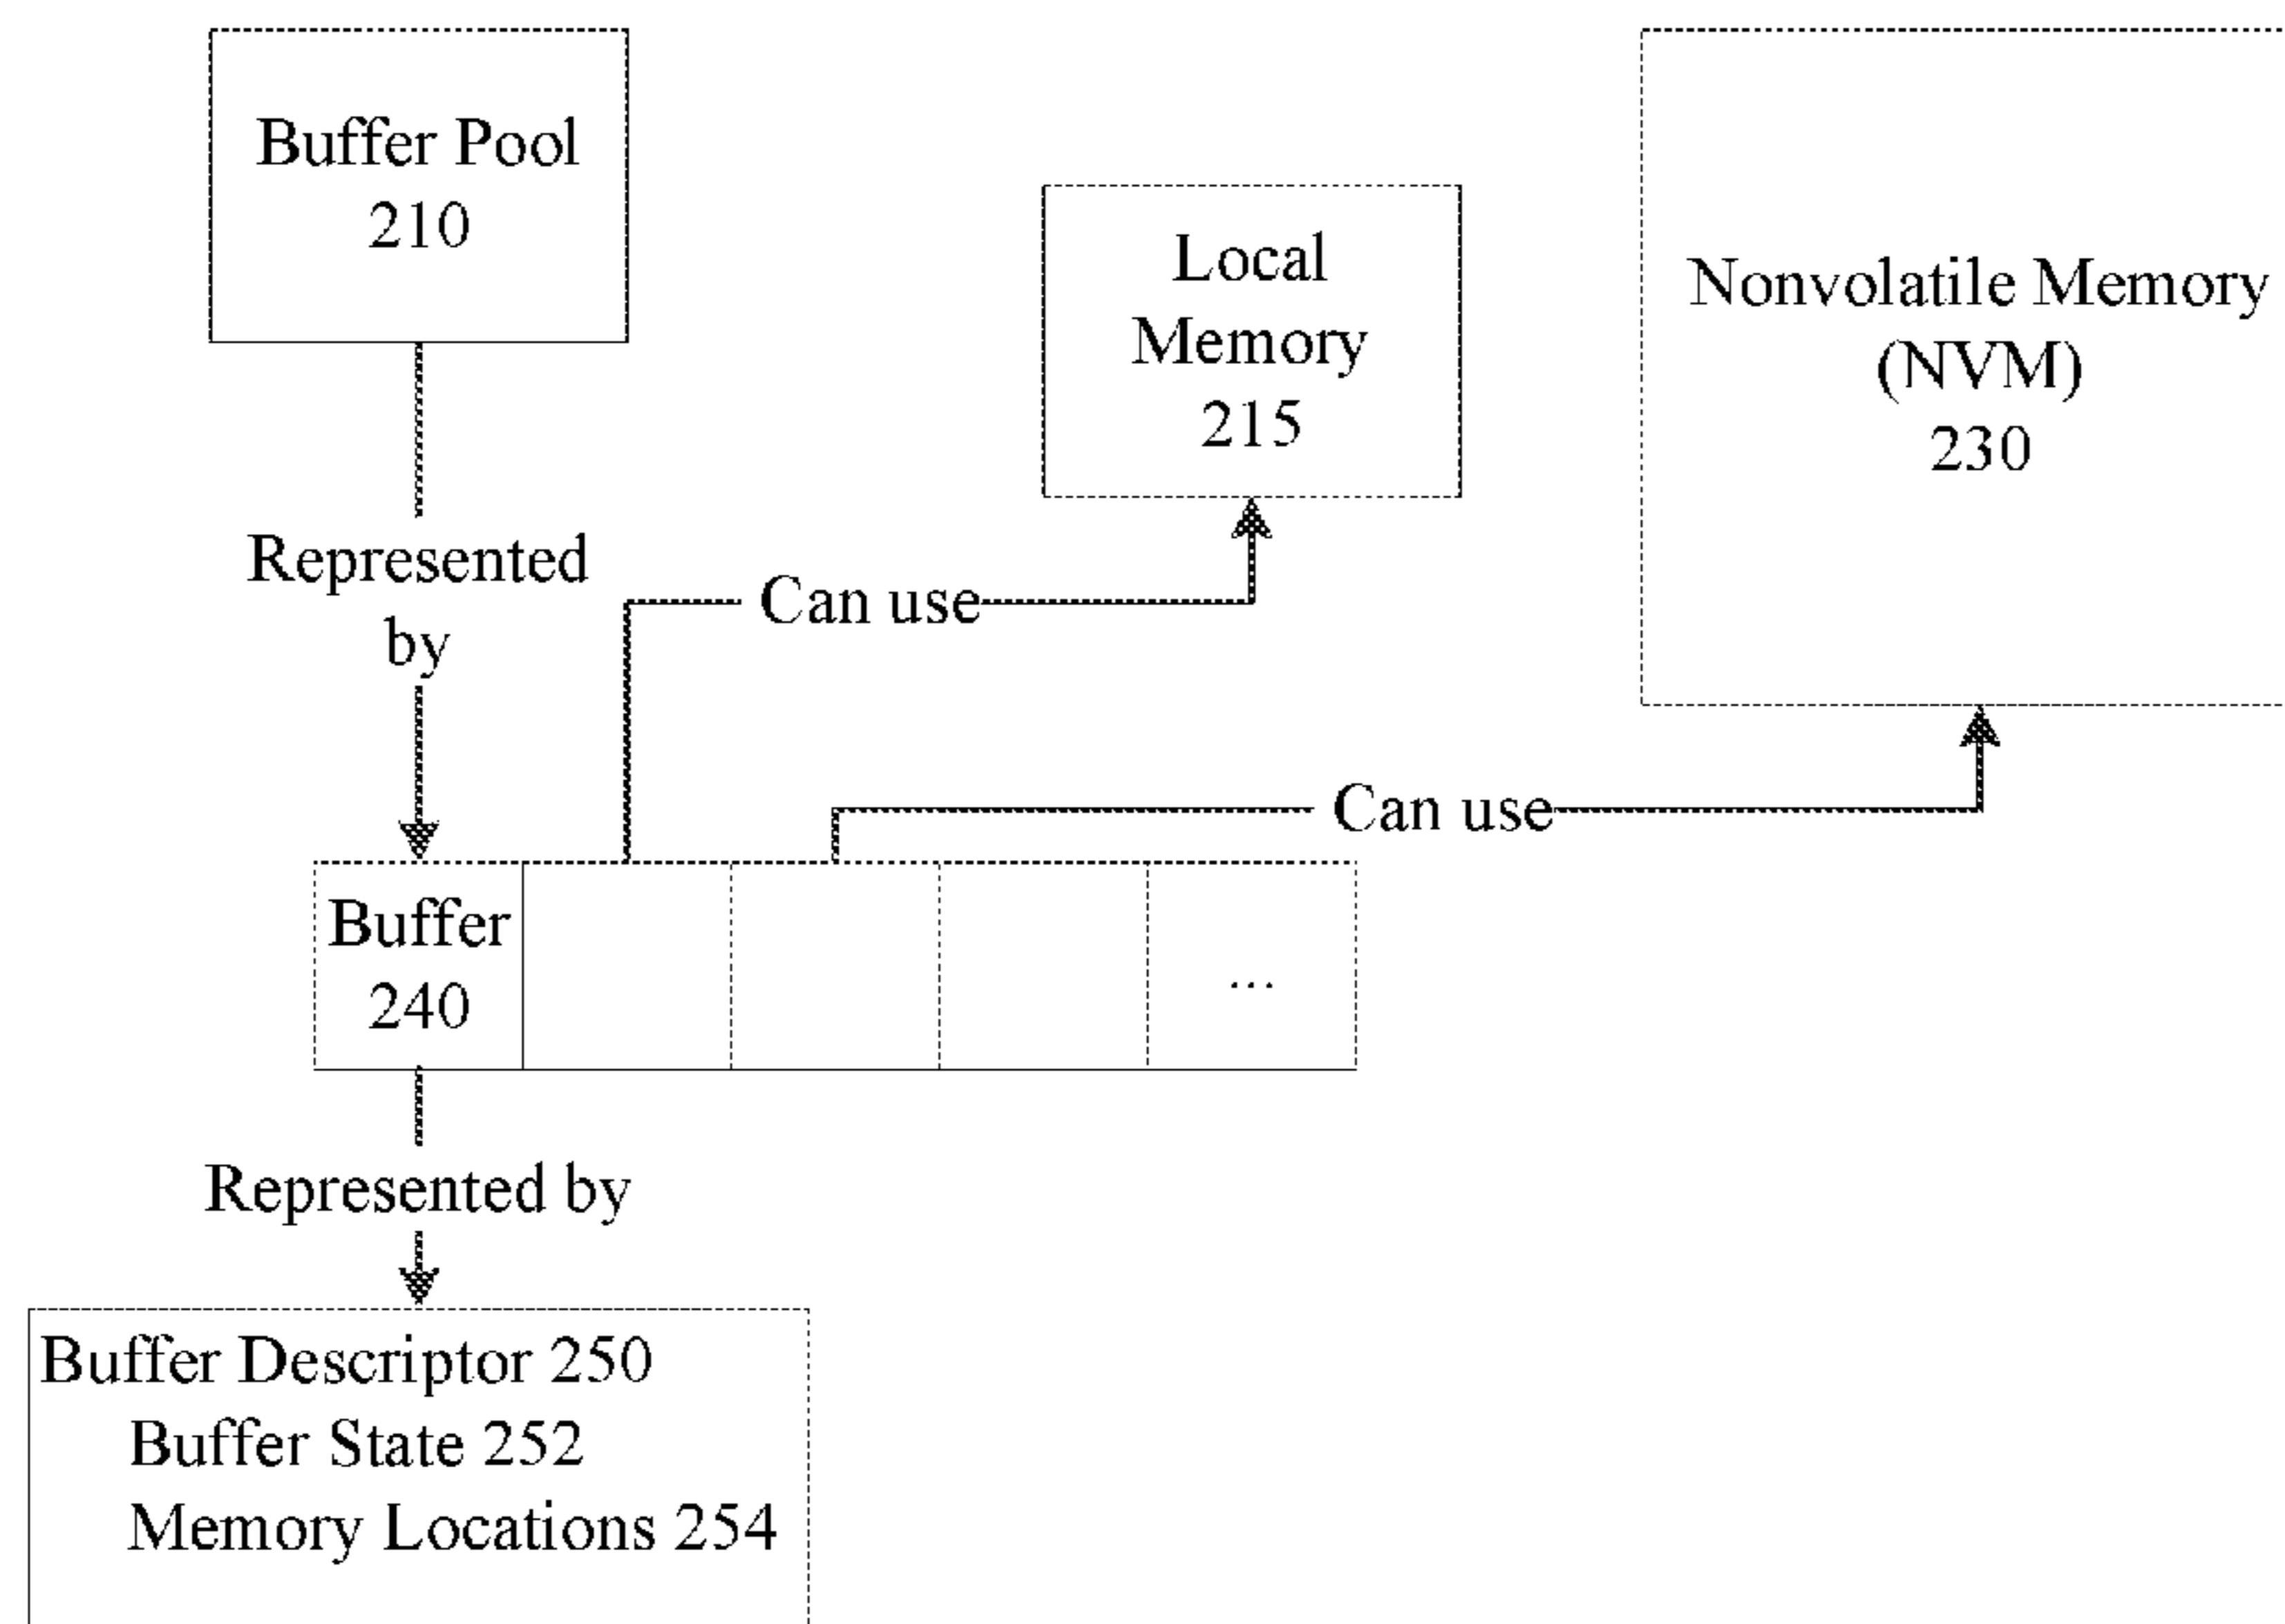 Buffer Pool
210
Local
Memory
215
Nonvolatile Memory
(NVM)
230
Represented
by
Can use
Can use
Buffer
240
...
Represented by
Buffer Descriptor 250
Buffer State 252
Memory Locations 254